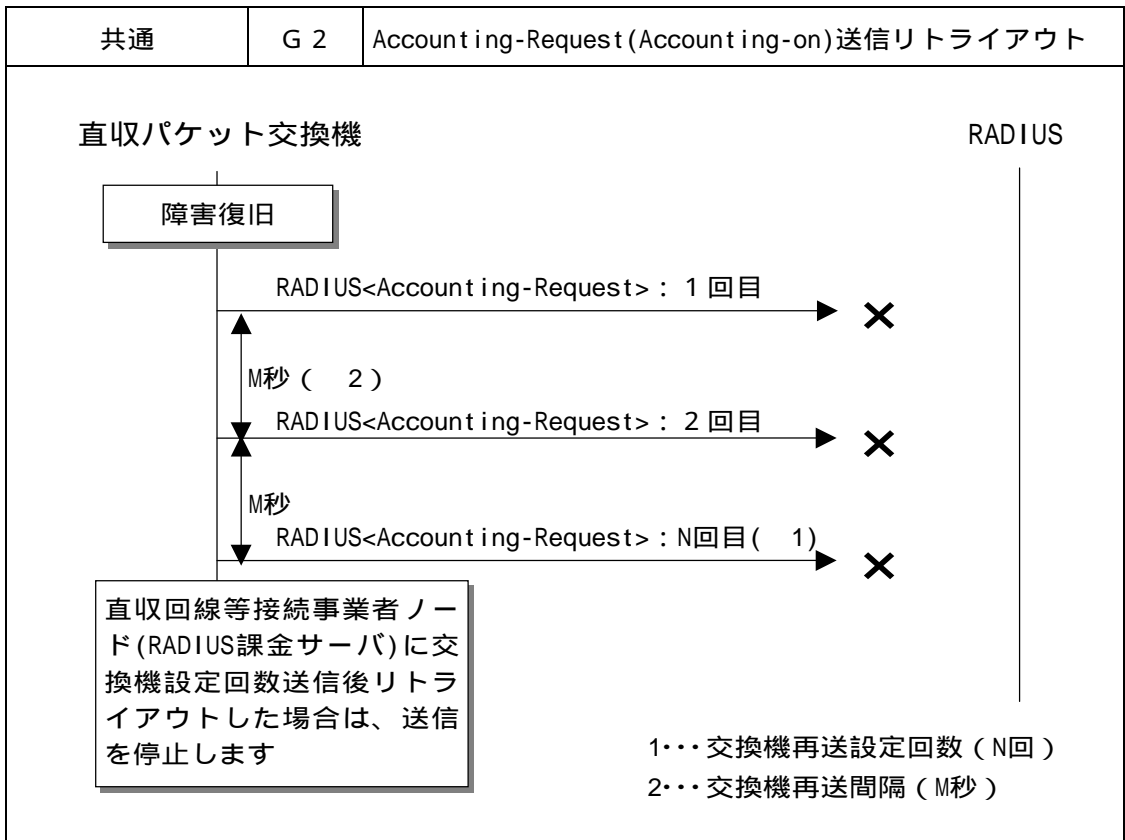 共通
G 2
Accounting-Request(Accounting-on)送信リトライアウト
直収パケット交換機
RADIUS
障害復旧
RADIUS<Accounting-Request>：１回目
M秒（　2）
RADIUS<Accounting-Request>：２回目
M秒
RADIUS<Accounting-Request>：N回目(　1)
直収回線等接続事業者ノー
ド(RADIUS課金サーバ)に交
換機設定回数送信後リトラ
イアウトした場合は、送信
を停止します
1･･･交換機再送設定回数（N回）
2･･･交換機再送間隔（M秒）